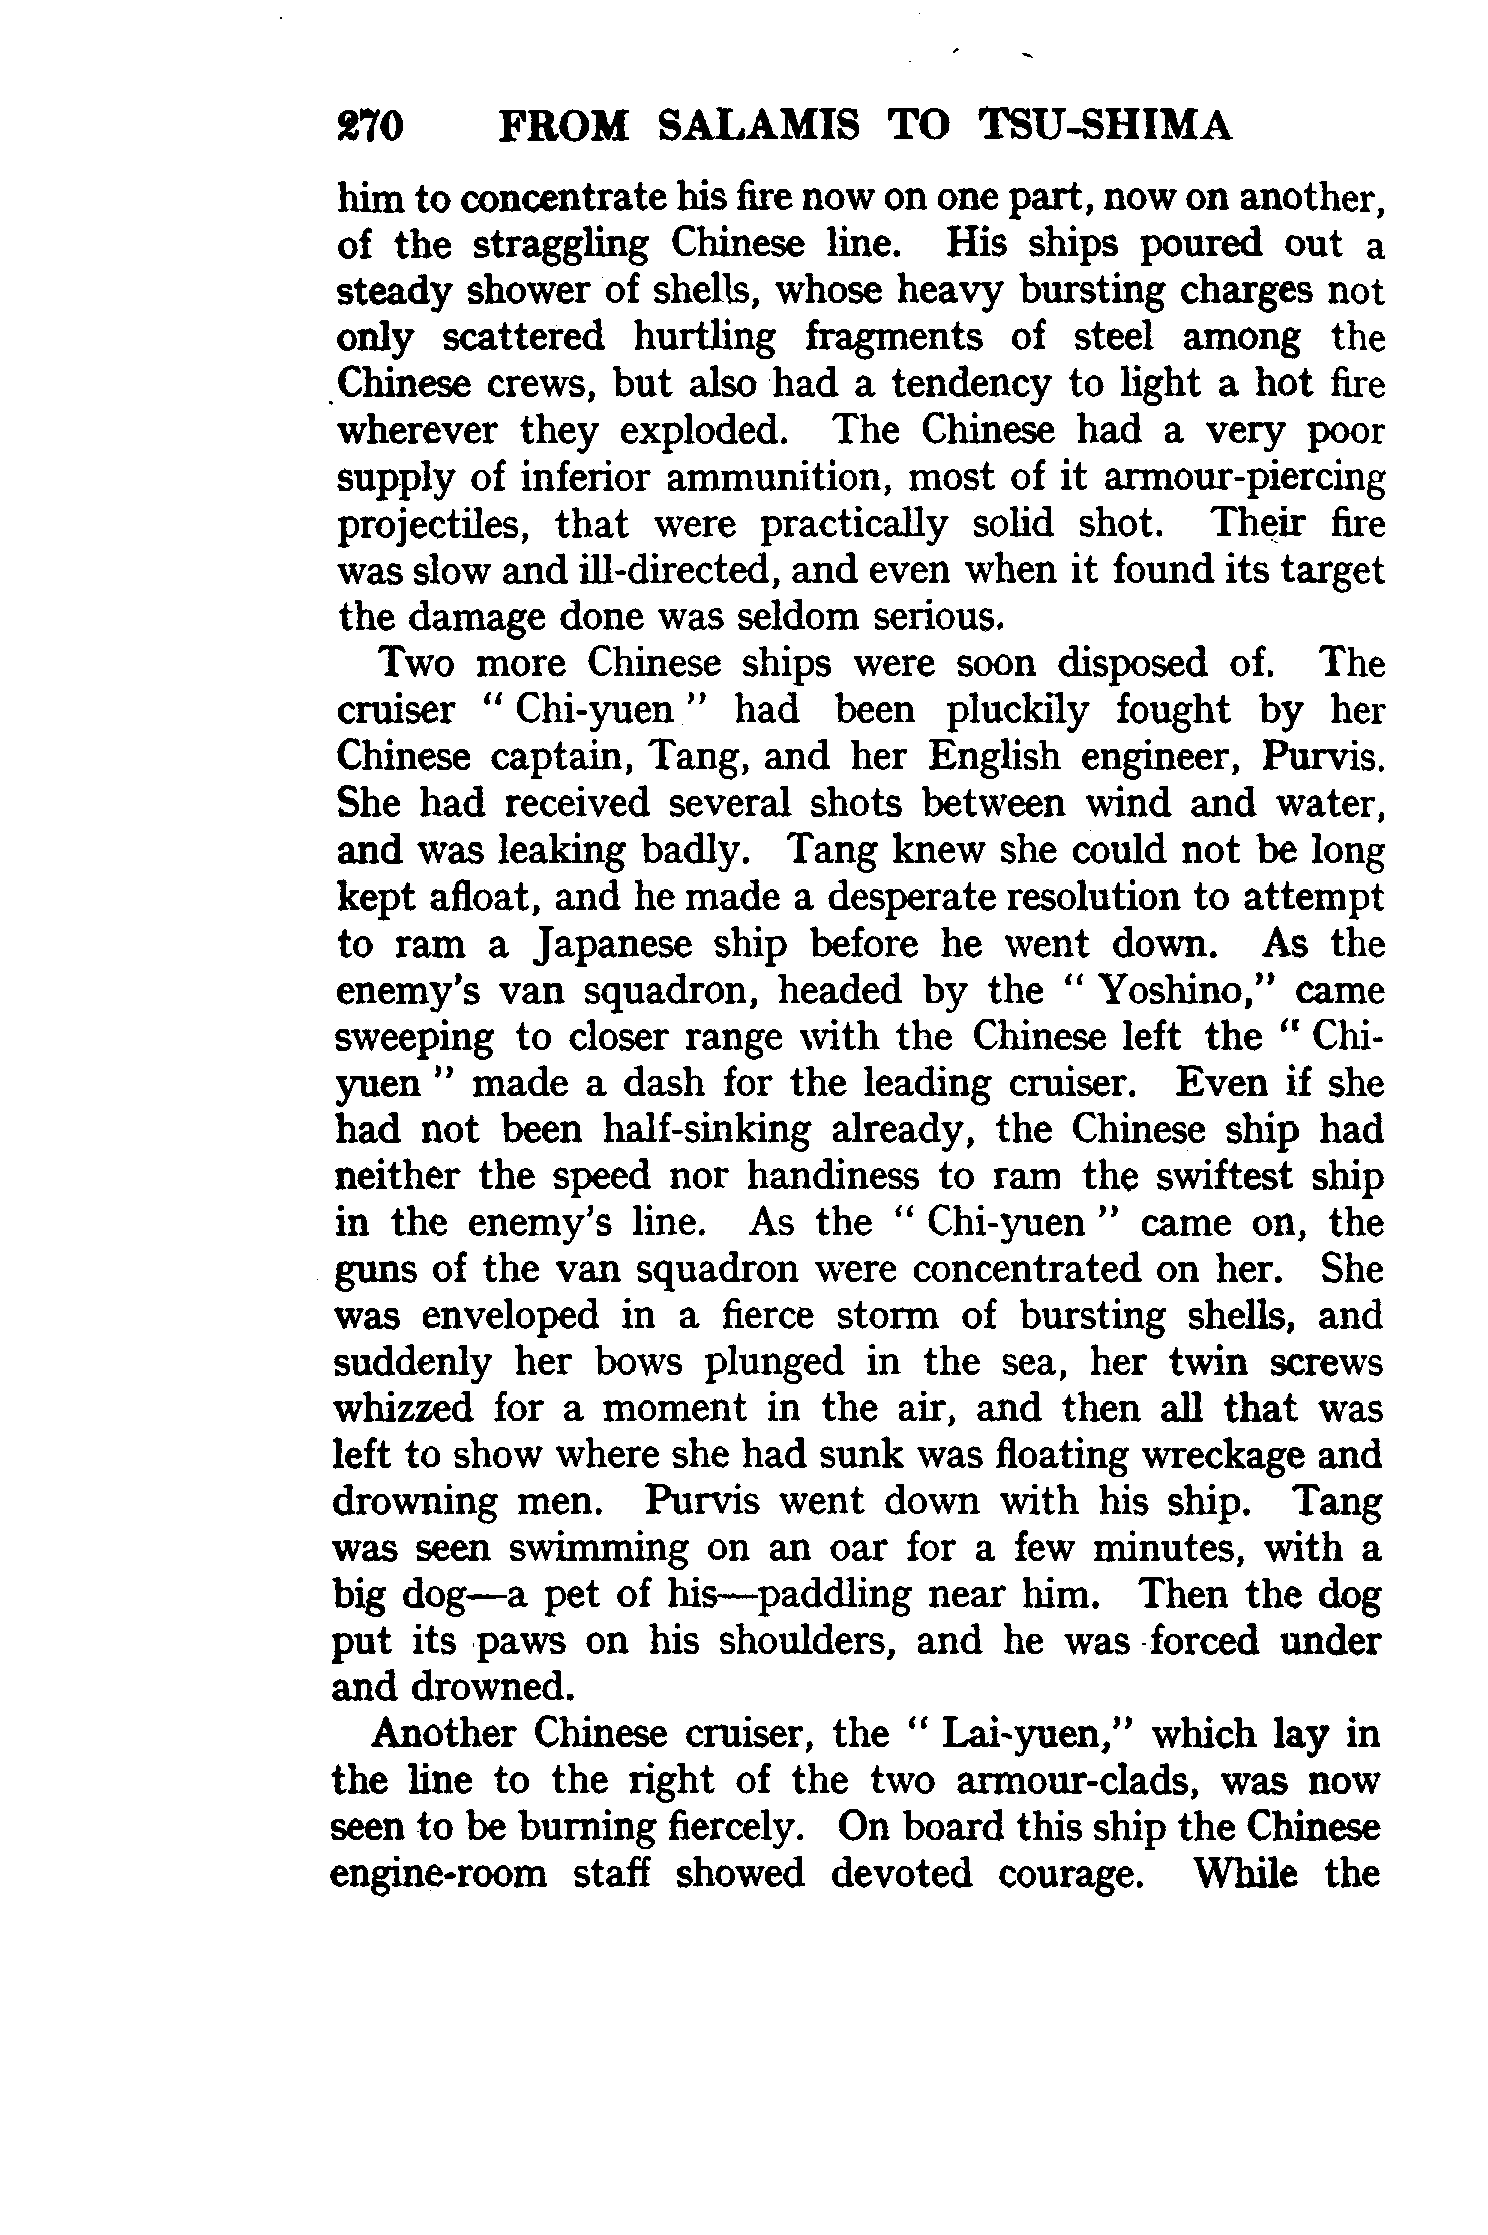 270 FROM SALAMIS TO TSU-SHIMA
him to concentrate his fire now on one part, now on another,
of the straggling Chinese line. His ships poured out a
steady shower of shells, whose heavy bursting charges not
only scattered hurtling fragments of steel among the
Chinese crews, but also had a tendency to light a hot fire
wherever they exploded. The Chinese had a very poor
supply of inferior ammunition, most of it armour-piercing
projectiles, that were practically solid shot. Their fire
was slow and ill-directed, and even when it found its target
the damage done was seldom serious.
Two more Chinese ships were soon disposed of. The
cruiser " Chi-yuen " had been pluckily fought by her
Chinese captain, Tang, and her English engineer, Purvis.
She had received several shots between wind and water,
and was leaking badly. Tang knew she could not be long
kept afloat, and he made a desperate resolution to attempt
to ram a Japanese ship before he went down. As the
enemy's van squadron, headed by the " Yoshino," came
sweeping to closer range with the Chinese left the " Chi-
yuen " made a dash for the leading cruiser. Even if she
had not been half-sinking already, the Chinese ship had
neither the speed nor handiness to ram the swiftest ship
in the enemy's line. As the " Chi-yuen " came on, the
guns of the van squadron were concentrated on her. She
was enveloped in a fierce storm of bursting shells, and
suddenly her bows plunged in the sea, her twin screws
whizzed for a moment in the air, and then all that was
left to show where she had sunk was floating wreckage and
drowning men. Purvis went down with his ship. Tang
was seen swimming on an oar for a few minutes, with a
big dog—a pet of his—paddling near him. Then the dog
put its paws on his shoulders, and he was forced under
and drowned.
Another Chinese cruiser, the " Lai-yuen," which lay in
the line to the right of the two armour-clads, was now
seen to be burning fiercely. On board this ship the Chinese
engine-room staff showed devoted courage. While the